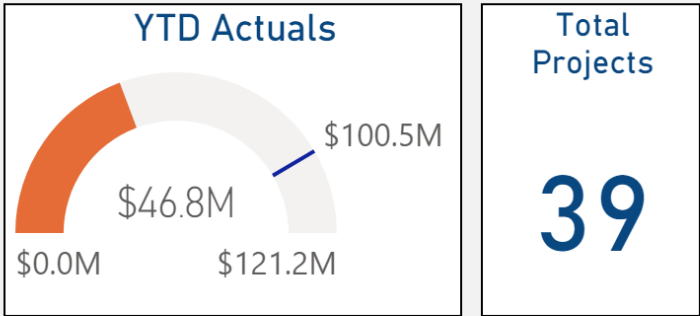 YTD Actuals
$100.5M
$46.8M
$0.0M
$121.2M
Total
Projects
39